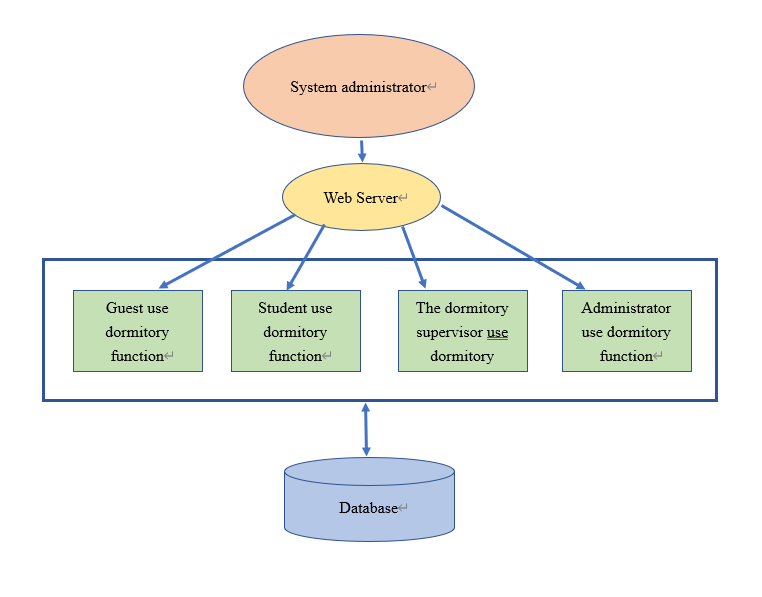 System administrator↵
Web Server↵
Guest use
dormitory
function↵
Student use
dormitory
function↵
The dormitory
supervisor use
dormitory
Administrator
use dormitory
function↵
Database↵